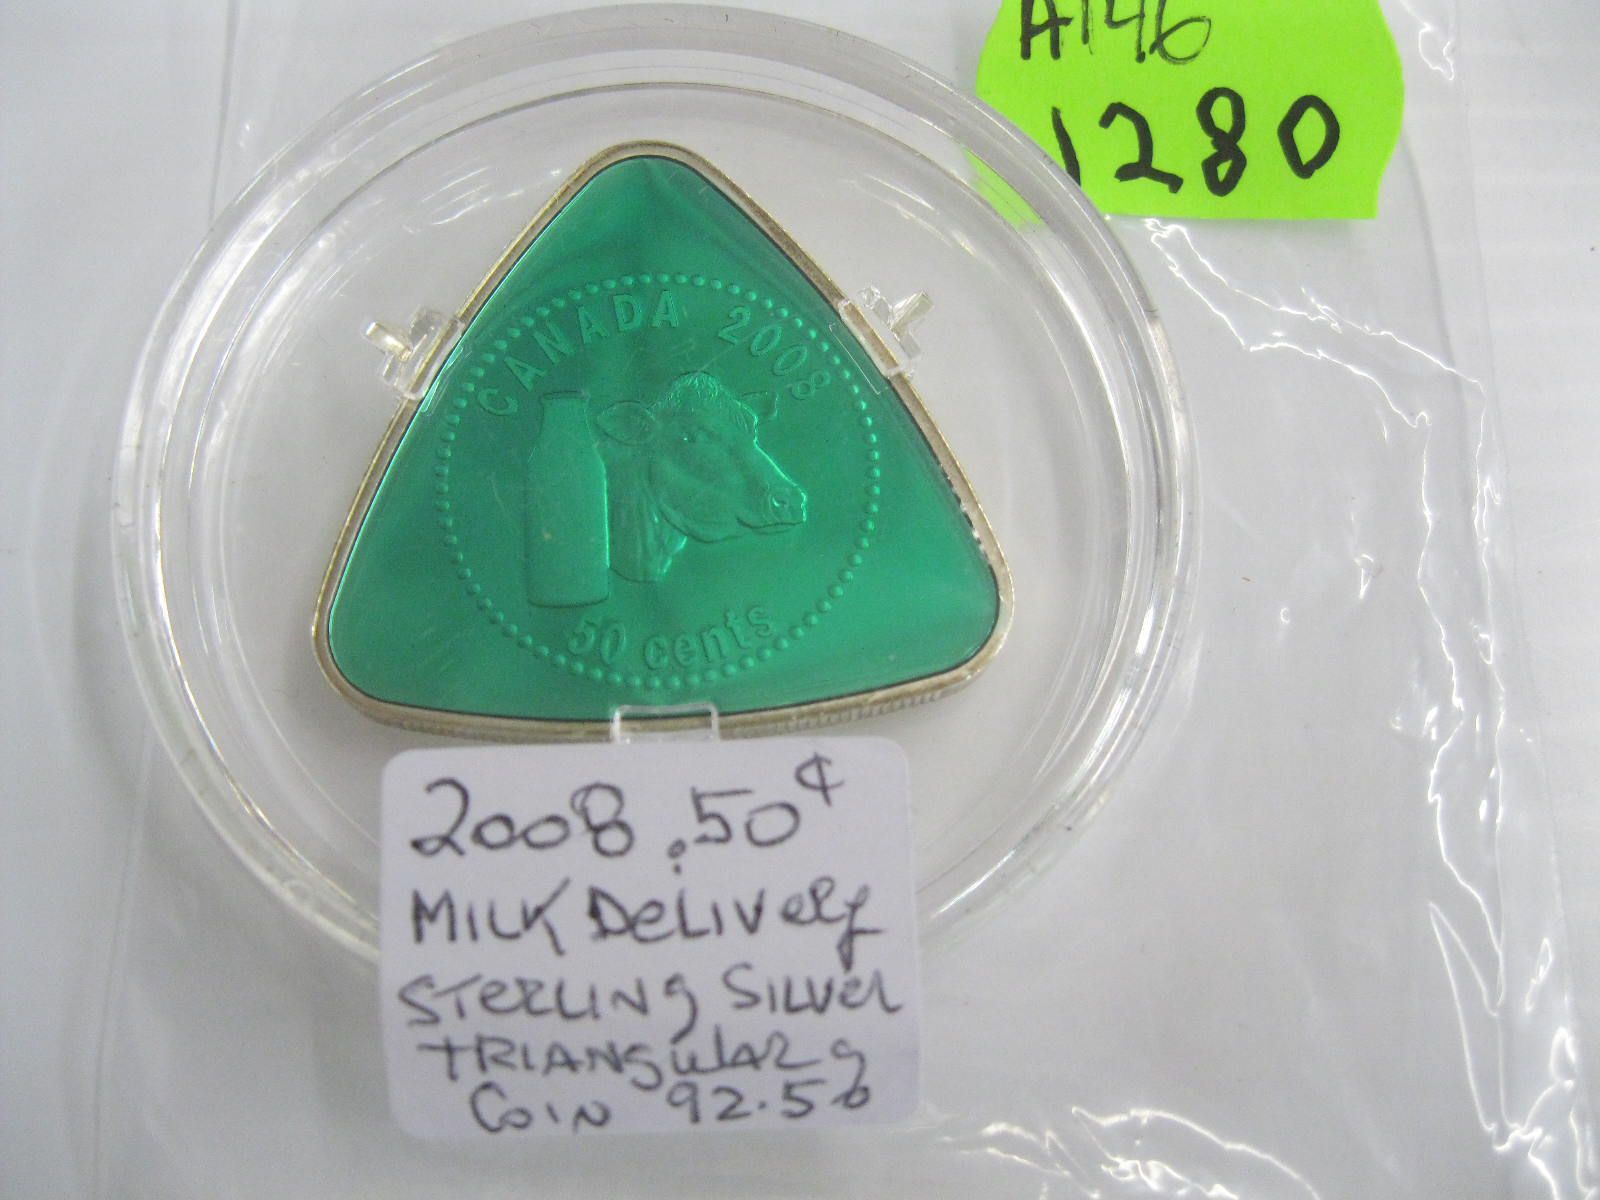 A146
1280
CANADA 2008
50 cents
2008 .50¢
MILK DELIVERY
STERLING SILVER
TRIANGULAR
COIN 92.5%